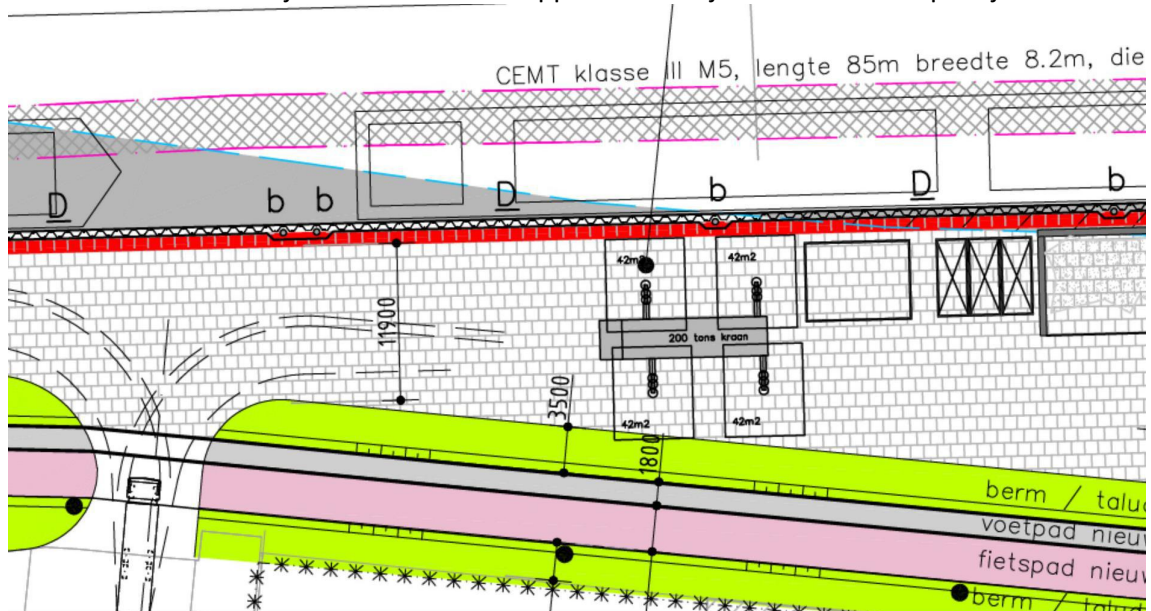 CEMT klasse III M5, lengte 85m breedte 8.2m, die
D
b b
D
b
D
b
42m2
42m2
11900
200 tons kraan
3500
42m2
42m2
1800
berm / talud
voetpad nieuw
fietspad nieuw
berm / talud